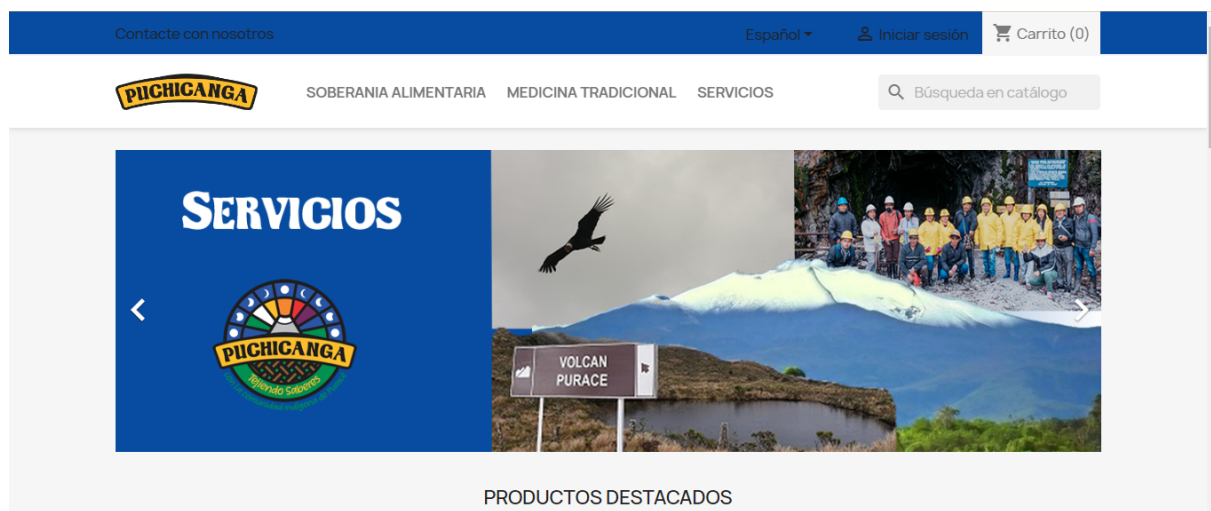 Contacte con nosotros
Español
Iniciar sesión
Carrito (0)
PUCHICANGA
SOBERANIA ALIMENTARIA
MEDICINA TRADICIONAL
SERVICIOS
Búsqueda en catálogo
SERVICIOS
PUCHICANGA
Tejiendo Saberes
VOLCAN
PURACE
PRODUCTOS DESTACADOS